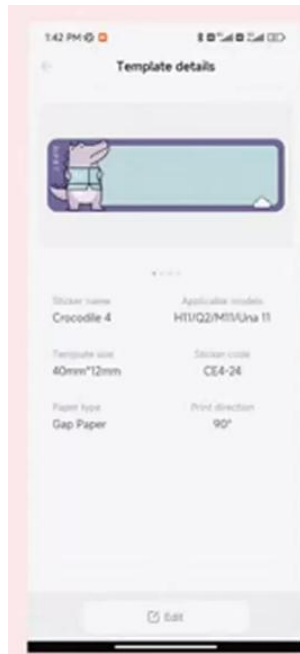 1:42 PM
Template details
Sticker name
Applicable models
Crocodile 4
H11/Q2/M11/Una 11
Template size
Sticker code
40mm*12mm
CE4-24
Paper type
Print direction
Gap Paper
90°
Edit